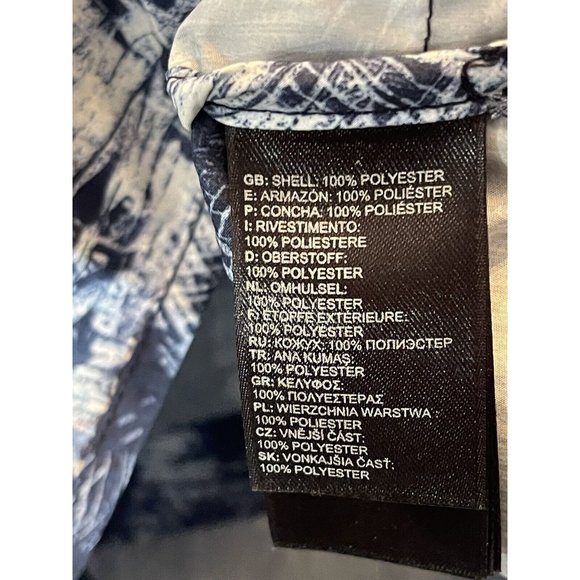 GB: SHELL: 100% POLYESTER
E: ARMAZÓN: 100% POLIÉSTER
P: CONCHA: 100% POLIÉSTER
I: RIVESTIMENTO:
100% POLIESTERE
D: OBERSTOFF:
100% POLYESTER
NL: OMHULSEL:
100% POLYESTER
F: ÉTOFFE EXTÉRIEURE:
100% POLYESTER
RU: КОЖУХ: 100% ПОЛИЭСТЕР
TR: ANA KUMAŞ:
100% POLYESTER
GR: ΚΕΛΥΦΟΣ:
100% ΠΟΛΥΕΣΤΕΡΑΣ
PL: WIERZCHNIA WARSTWA :
100% POLIESTER
CZ: VNĚJŠÍ ČÁST:
100% POLYESTER
SK: VONKAJŠIA ČASŤ:
100% POLYESTER